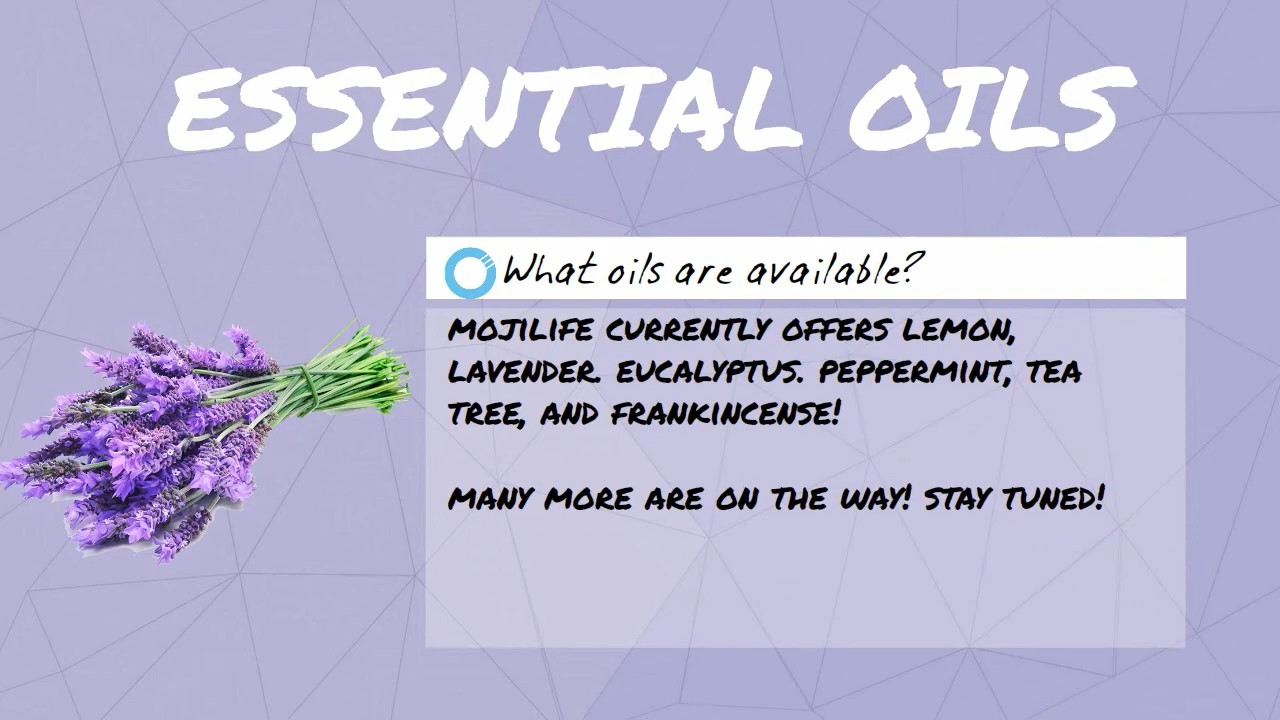 ESSENTIAL OILS
What oils are available?
MOJILIFE CURRENTLY OFFERS LEMON,
LAVENDER. EUCALYPTUS. PEPPERMINT, TEA
TREE, AND FRANKINCENSE!
MANY MORE ARE ON THE WAY! STAY TUNED!